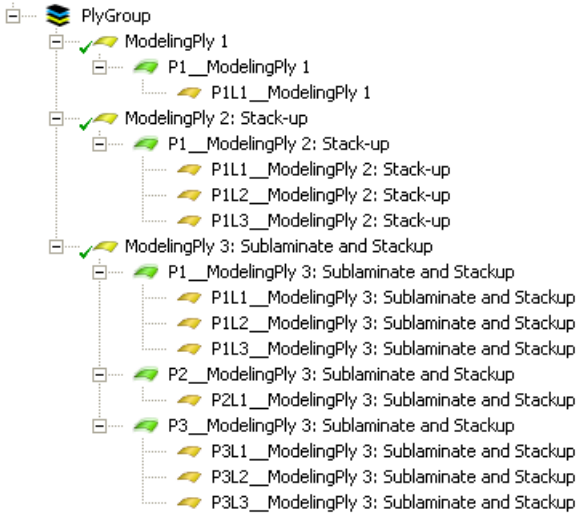 PlyGroup
ModelingPly 1
P1__ModelingPly 1
P1L1__ModelingPly 1
ModelingPly 2: Stack-up
P1__ModelingPly 2: Stack-up
P1L1__ModelingPly 2: Stack-up
P1L2__ModelingPly 2: Stack-up
P1L3__ModelingPly 2: Stack-up
ModelingPly 3: Sublaminate and Stackup
P1__ModelingPly 3: Sublaminate and Stackup
P1L1__ModelingPly 3: Sublaminate and Stackup
P1L2__ModelingPly 3: Sublaminate and Stackup
P1L3__ModelingPly 3: Sublaminate and Stackup
P2__ModelingPly 3: Sublaminate and Stackup
P2L1__ModelingPly 3: Sublaminate and Stackup
P3__ModelingPly 3: Sublaminate and Stackup
P3L1__ModelingPly 3: Sublaminate and Stackup
P3L2__ModelingPly 3: Sublaminate and Stackup
P3L3__ModelingPly 3: Sublaminate and Stackup